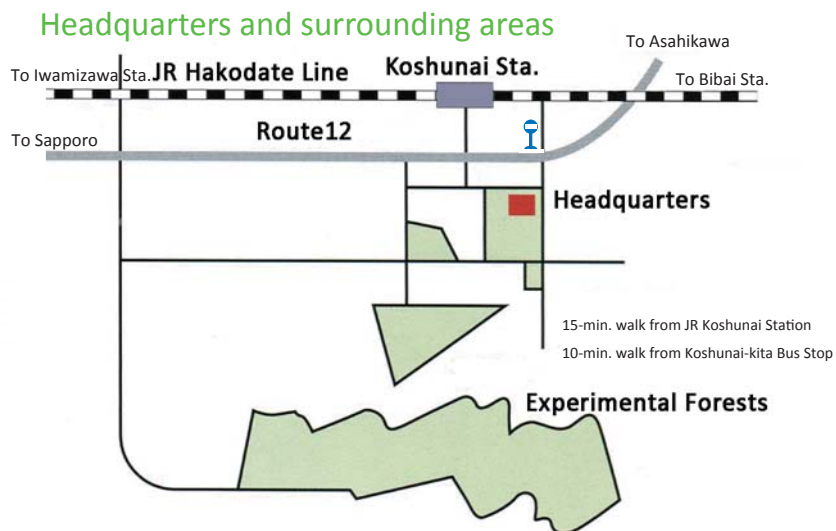 Headquarters and surrounding areas
To Asahikawa
To Iwamizawa Sta.
JR Hakodate Line
Koshunai Sta.
To Bibai Sta.
To Sapporo
Route12
Headquarters
15-min. walk from JR Koshunai Station
10-min. walk from Koshunai-kita Bus Stop
Experimental Forests